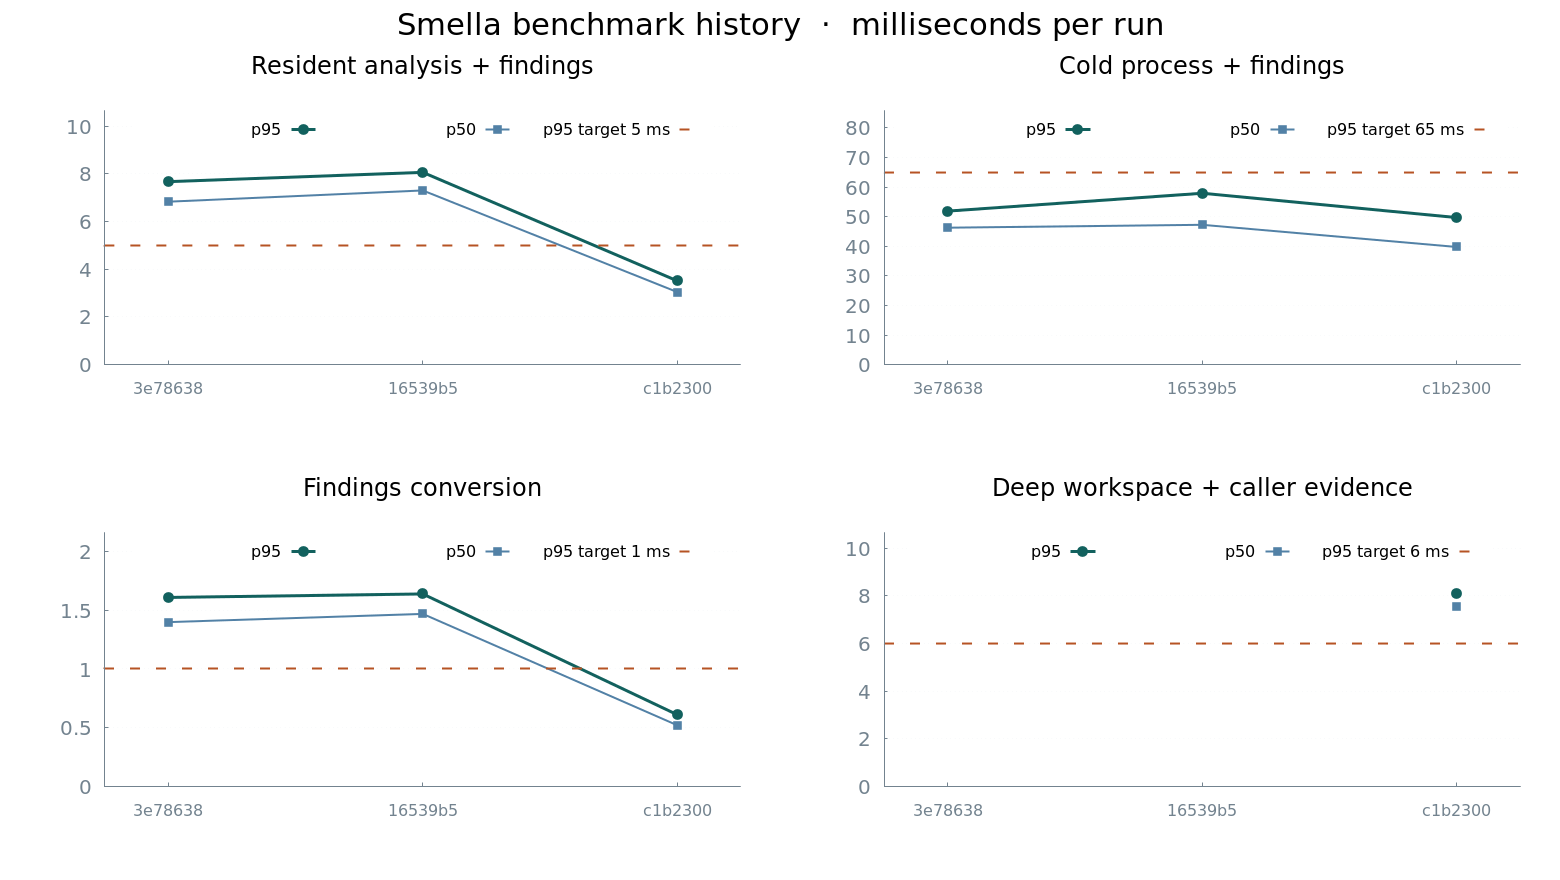 Smella benchmark history · milliseconds per run
Resident analysis + findings
p95 p50 p95 target 5 ms
10
8
6
4
2
0
3e78638 16539b5 c1b2300
Cold process + findings
p95 p50 p95 target 65 ms
80
70
60
50
40
30
20
10
0
3e78638 16539b5 c1b2300
Findings conversion
p95 p50 p95 target 1 ms
2
1.5
1
0.5
0
3e78638 16539b5 c1b2300
Deep workspace + caller evidence
p95 p50 p95 target 6 ms
10
8
6
4
2
0
3e78638 16539b5 c1b2300